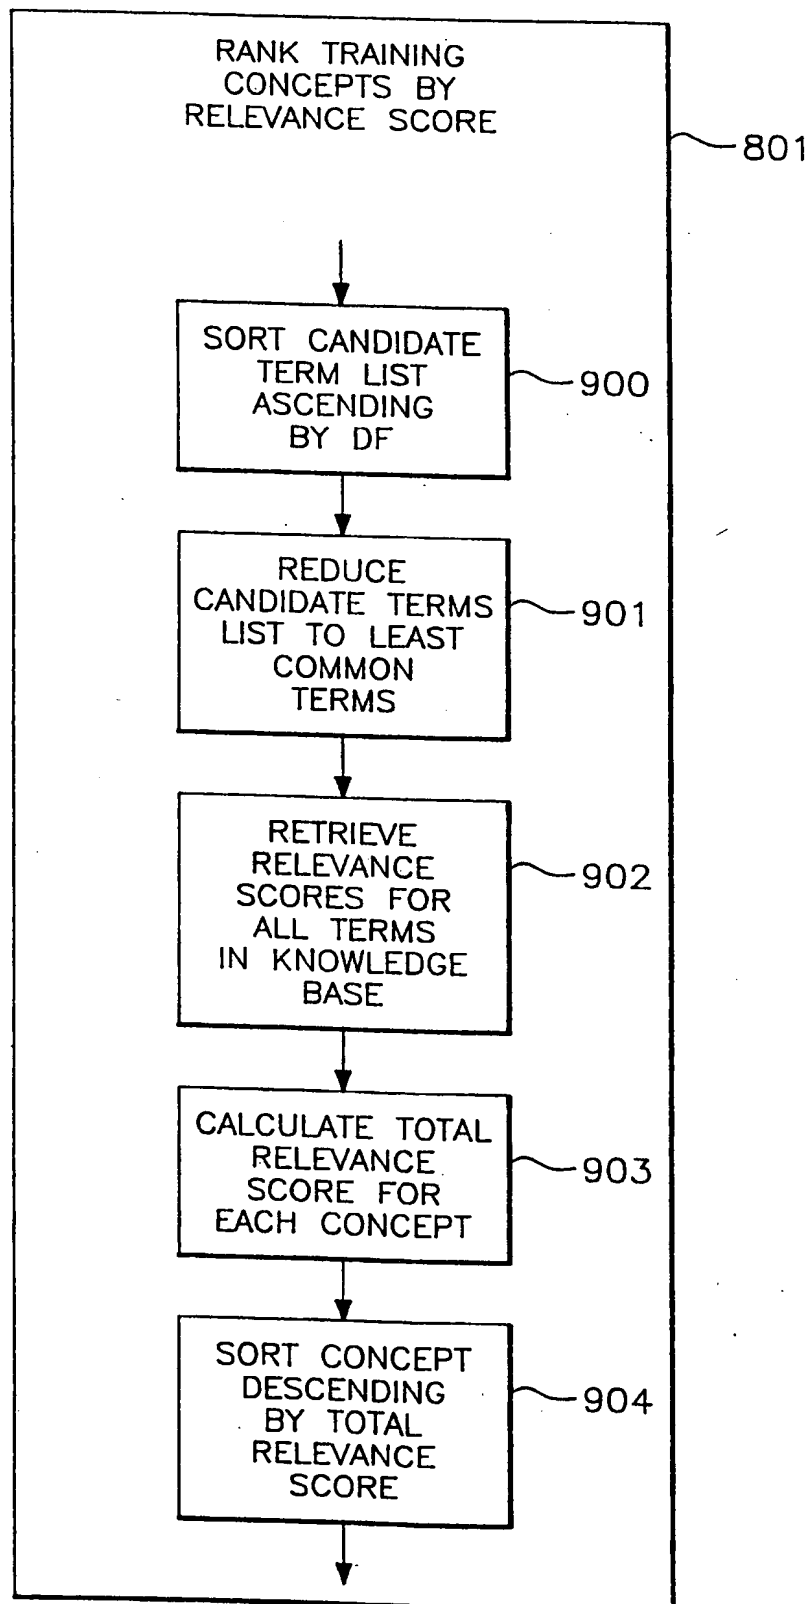 RANK TRAINING
CONCEPTS BY
RELEVANCE SCORE
801
SORT CANDIDATE
TERM LIST
ASCENDING
BY DF
900
REDUCE
CANDIDATE TERMS
LIST TO LEAST
COMMON
TERMS
901
RETRIEVE
RELEVANCE
SCORES FOR
ALL TERMS
IN KNOWLEDGE
BASE
902
CALCULATE TOTAL
RELEVANCE
SCORE FOR
EACH CONCEPT
903
SORT CONCEPT
DESCENDING
BY TOTAL
RELEVANCE
SCORE
904